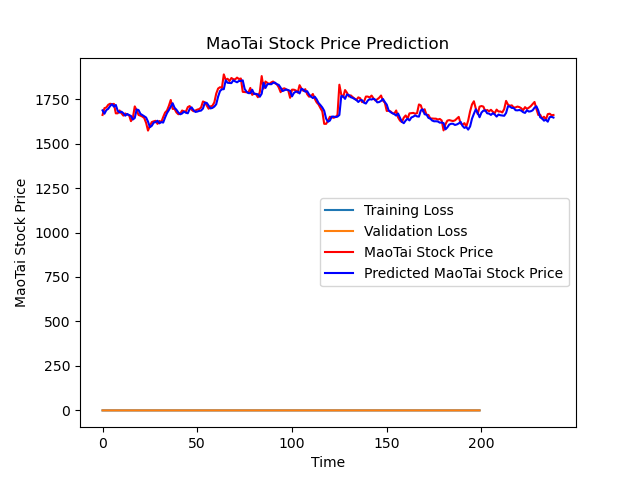 MaoTai Stock Price Prediction
MaoTai Stock Price
1750
1500
1250
1000
750
500
250
0
Training Loss
Validation Loss
MaoTai Stock Price
Predicted MaoTai Stock Price
0
50
100
150
200
Time